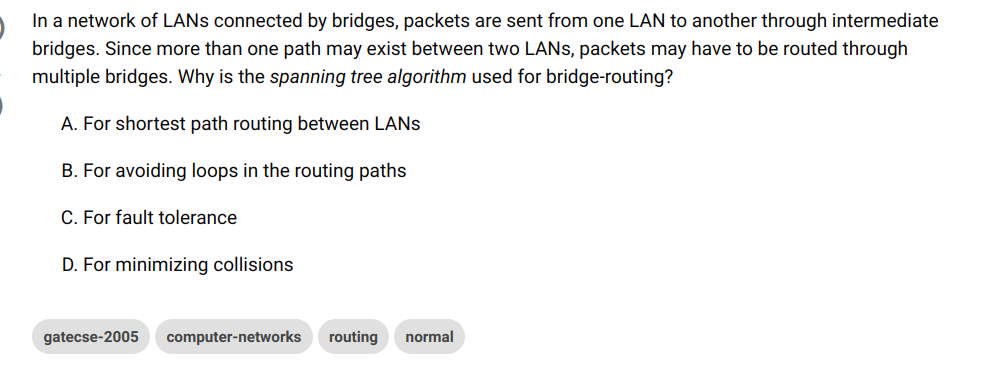 In a network of LANs connected by bridges, packets are sent from one LAN to another through intermediate
bridges. Since more than one path may exist between two LANs, packets may have to be routed through
multiple bridges. Why is the spanning tree algorithm used for bridge-routing?
A. For shortest path routing between LANs
B. For avoiding loops in the routing paths
C. For fault tolerance
D. For minimizing collisions
gatecse-2005 computer-networks routing normal